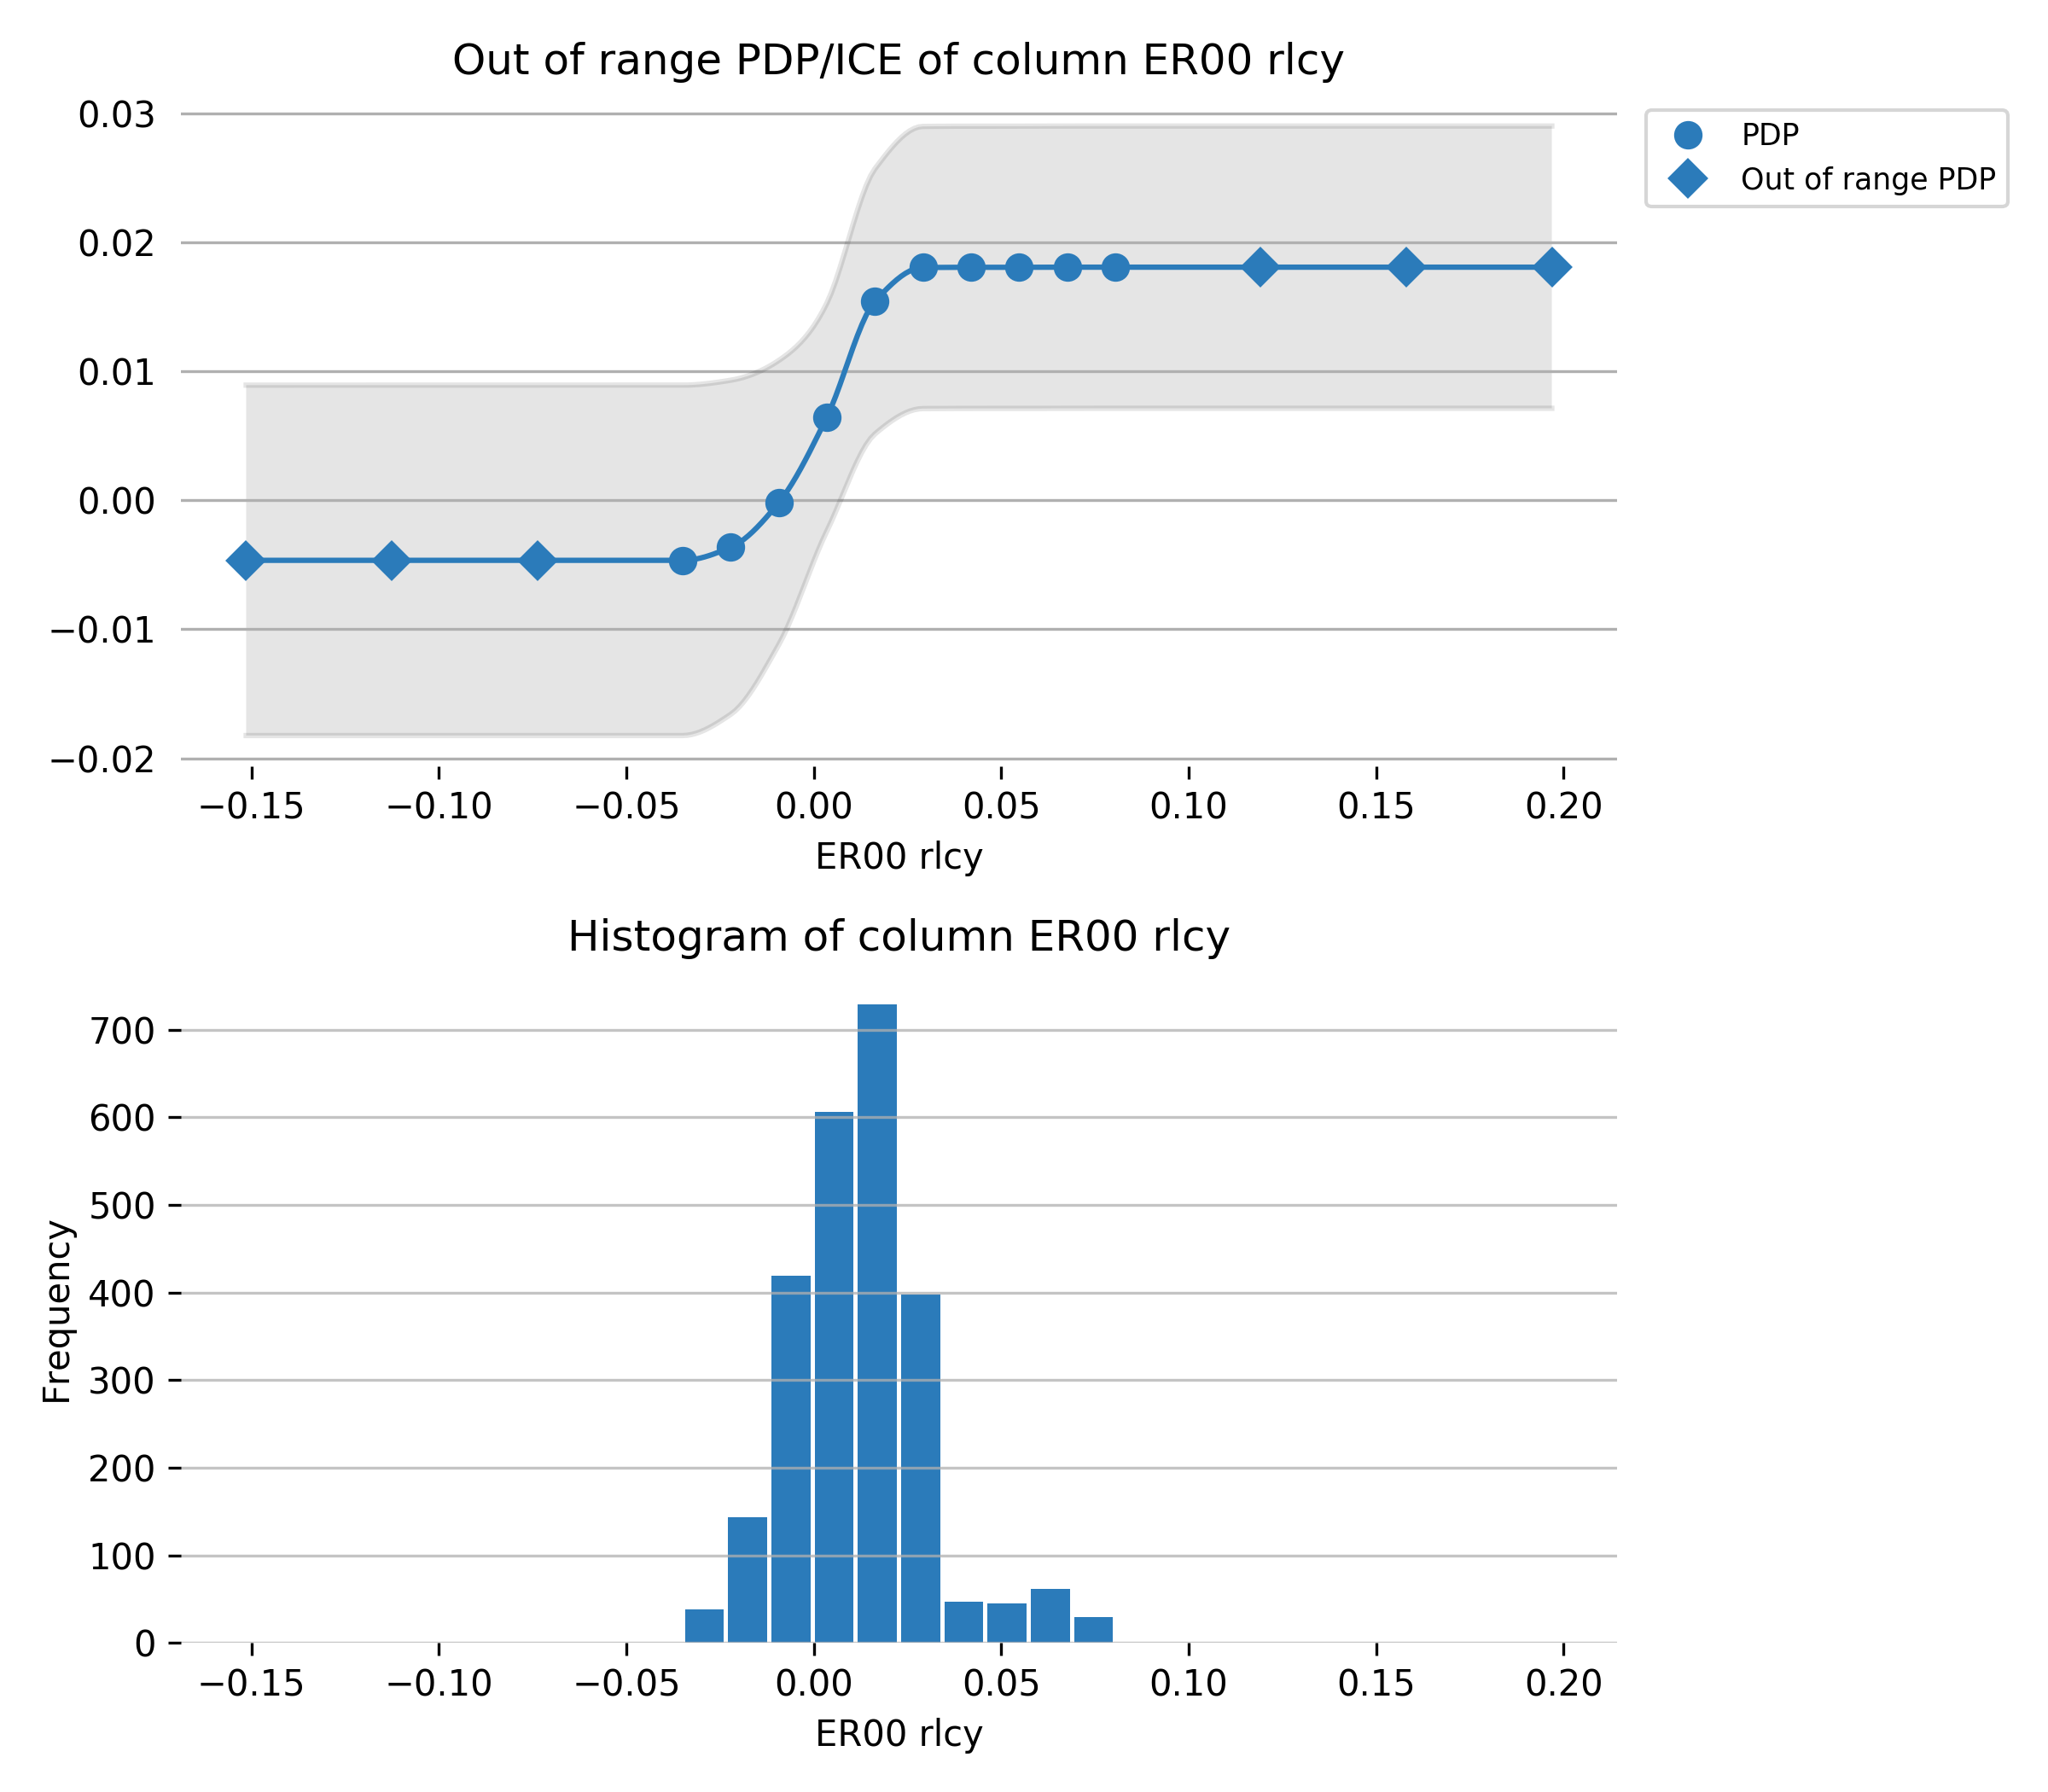 Out of range PDP/ICE of column ER00 rlcy
0.03
0.02
0.01
0.00
−0.01
−0.02
−0.15 −0.10 −0.05 0.00 0.05 0.10 0.15 0.20
ER00 rlcy
PDP
Out of range PDP
Histogram of column ER00 rlcy
Frequency
700
600
500
400
300
200
100
0
−0.15 −0.10 −0.05 0.00 0.05 0.10 0.15 0.20
ER00 rlcy